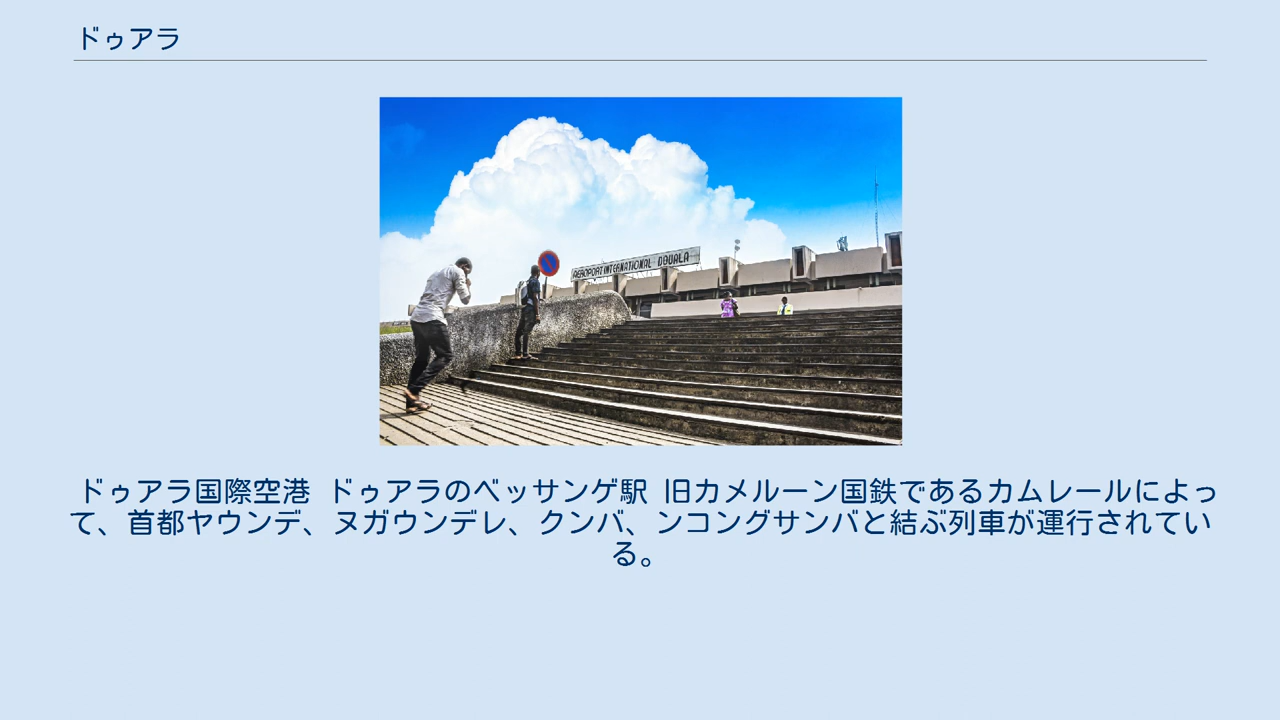 ドゥアラ
AEROPORT INTERNATIONAL DOUALA
ドゥアラ国際空港 ドゥアラのベッサンゲ駅 旧カメルーン国鉄であるカムレールによっ
て、首都ヤウンデ、ヌガウンデレ、クンバ、ンコングサンバと結ぶ列車が運行されてい
る。